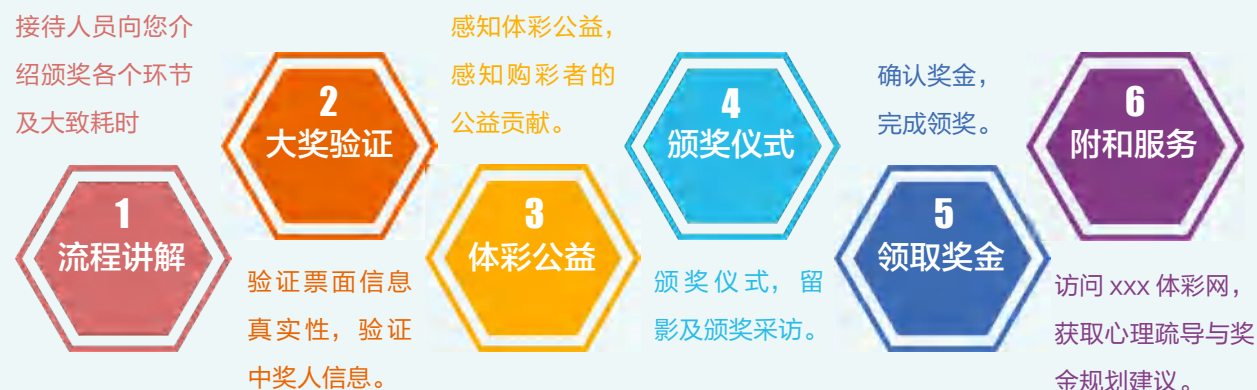 接待人员向您介
绍颁奖各个环节
及大致耗时
1
流程讲解
2
大奖验证
验证票面信息
真实性，验证
中奖人信息。
感知体彩公益，
感知购彩者的
公益贡献。
3
体彩公益
4
颁奖仪式
颁奖仪式，留
影及颁奖采访。
确认奖金，
完成领奖。
5
领取奖金
6
附和服务
访问 xxx 体彩网，
获取心理疏导与奖
金规划建议。